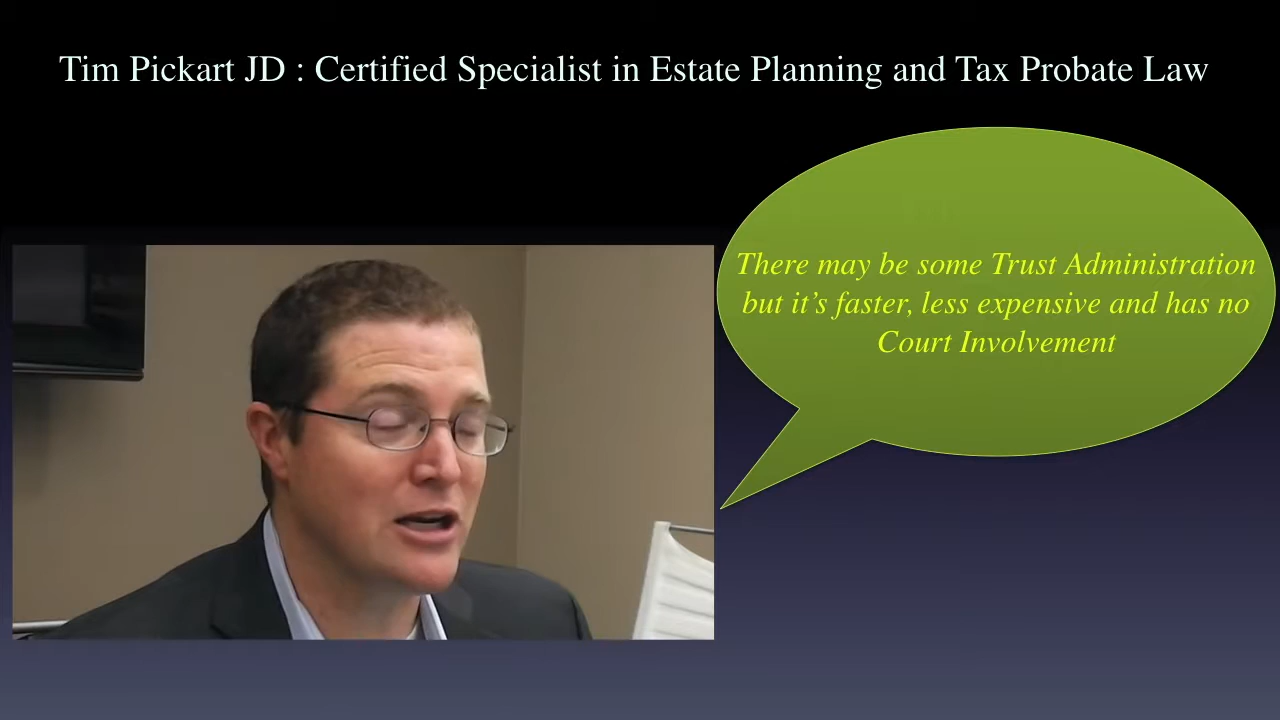 Tim Pickart JD : Certified Specialist in Estate Planning and Tax Probate Law
There may be some Trust Administration
but it’s faster, less expensive and has no
Court Involvement